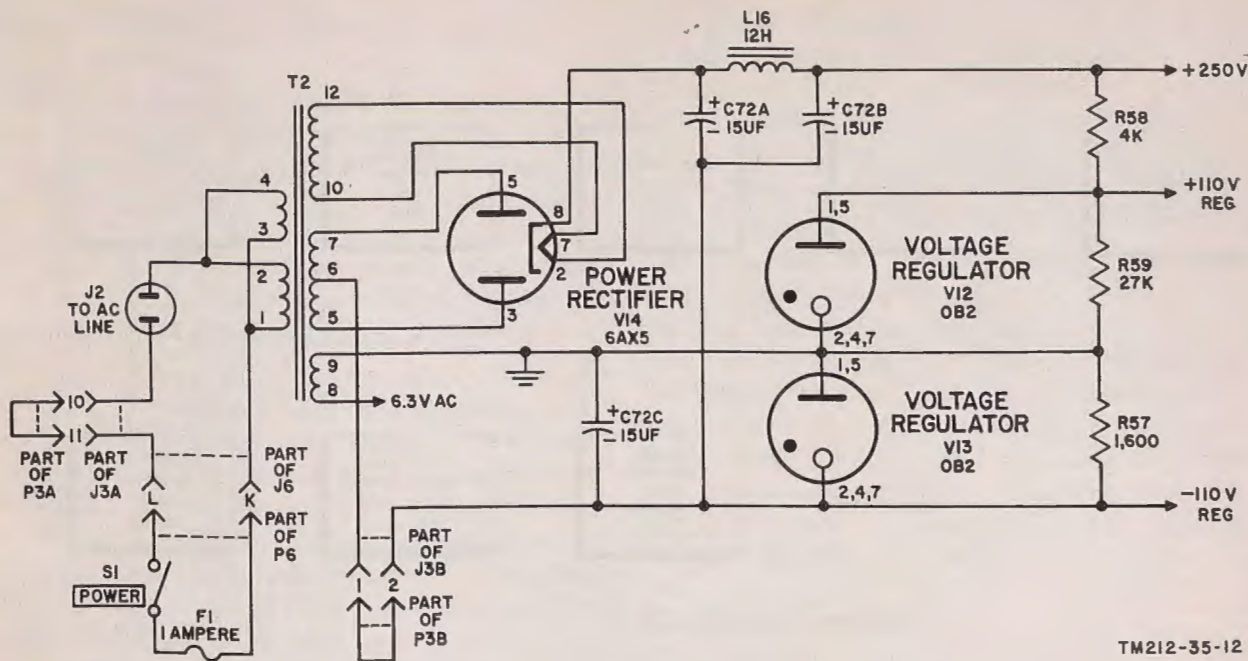 L16
12H
+250V
T2
12
+
C72A
- 15UF
+
C72B
- 15UF
R58
4K
4
10
5
8
+110V
REG
3
7
7
1,5
2
6
2
VOLTAGE
REGULATOR
V12
OB2
R59
27K
J2
TO AC
LINE
POWER
RECTIFIER
V14
6AX5
1
5
3
2,4,7
9
1,5
8
6.3V AC
+
C72C
- 15UF
VOLTAGE
REGULATOR
V13
OB2
R57
1,600
10
11
PART
OF
P3A
PART
OF
J3A
PART
OF
J6
2,4,7
L
K
-110V
REG
PART
OF
P6
PART
OF
J3B
S1
POWER
1
2
PART
OF
P3B
F1
1 AMPERE
TM212-35-12